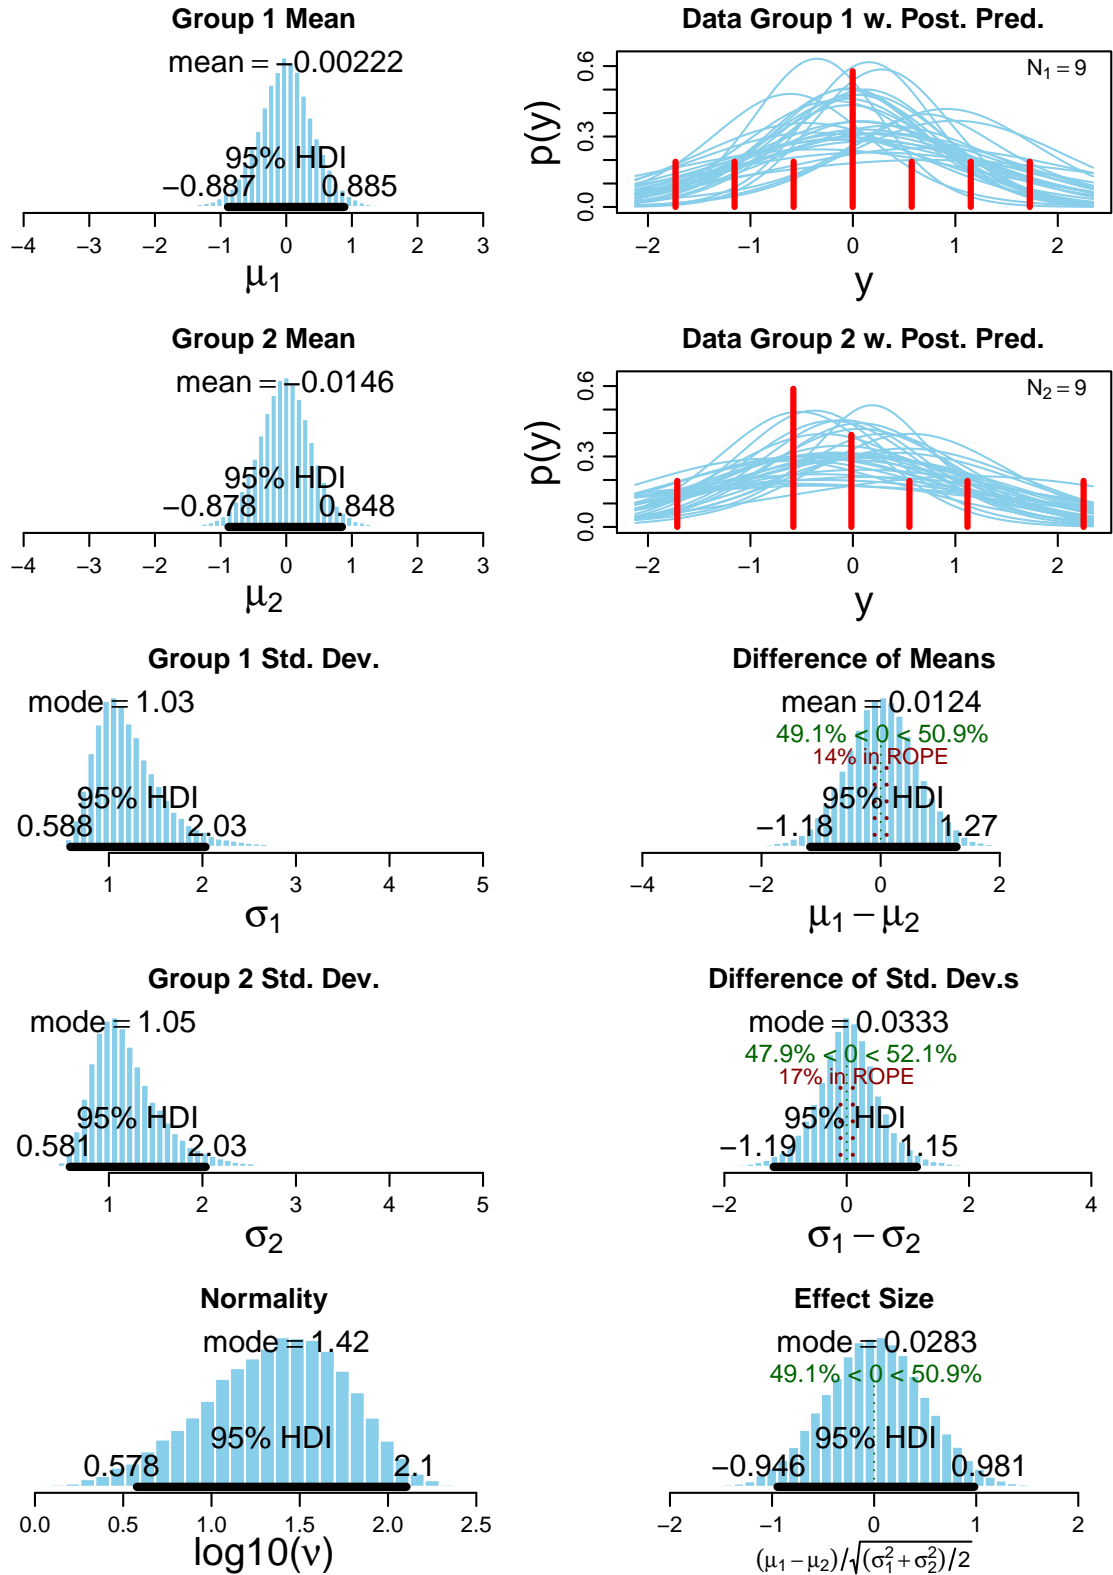 Group 1 Mean
mean = −0.00222
95% HDI
−0.887 0.885
−4 −3 −2 −1 0 1 2 3
μ1
Data Group 1 w. Post. Pred.
N1 = 9
p(y)
0.0 0.3 0.6
−2 −1 0 1 2
y
Group 2 Mean
mean = −0.0146
95% HDI
−0.878 0.848
−4 −3 −2 −1 0 1 2 3
μ2
Data Group 2 w. Post. Pred.
N2 = 9
p(y)
0.0 0.3 0.6
−2 −1 0 1 2
y
Group 1 Std. Dev.
mode = 1.03
95% HDI
0.588 2.03
1 2 3 4 5
σ1
Difference of Means
mean = 0.0124
49.1% < 0 < 50.9%
14% in ROPE
95% HDI
−1.18 1.27
−4 −2 0 2
μ1 − μ2
Group 2 Std. Dev.
mode = 1.05
95% HDI
0.581 2.03
1 2 3 4 5
σ2
Difference of Std. Dev.s
mode = 0.0333
47.9% < 0 < 52.1%
17% in ROPE
95% HDI
−1.19 1.15
−2 0 2 4
σ1 − σ2
Normality
mode = 1.42
95% HDI
0.578 2.1
0.0 0.5 1.0 1.5 2.0 2.5
log10(ν)
Effect Size
mode = 0.0283
49.1% < 0 < 50.9%
95% HDI
−0.946 0.981
−2 −1 0 1 2
(μ1 − μ2)/√(σ1² + σ2²)/2